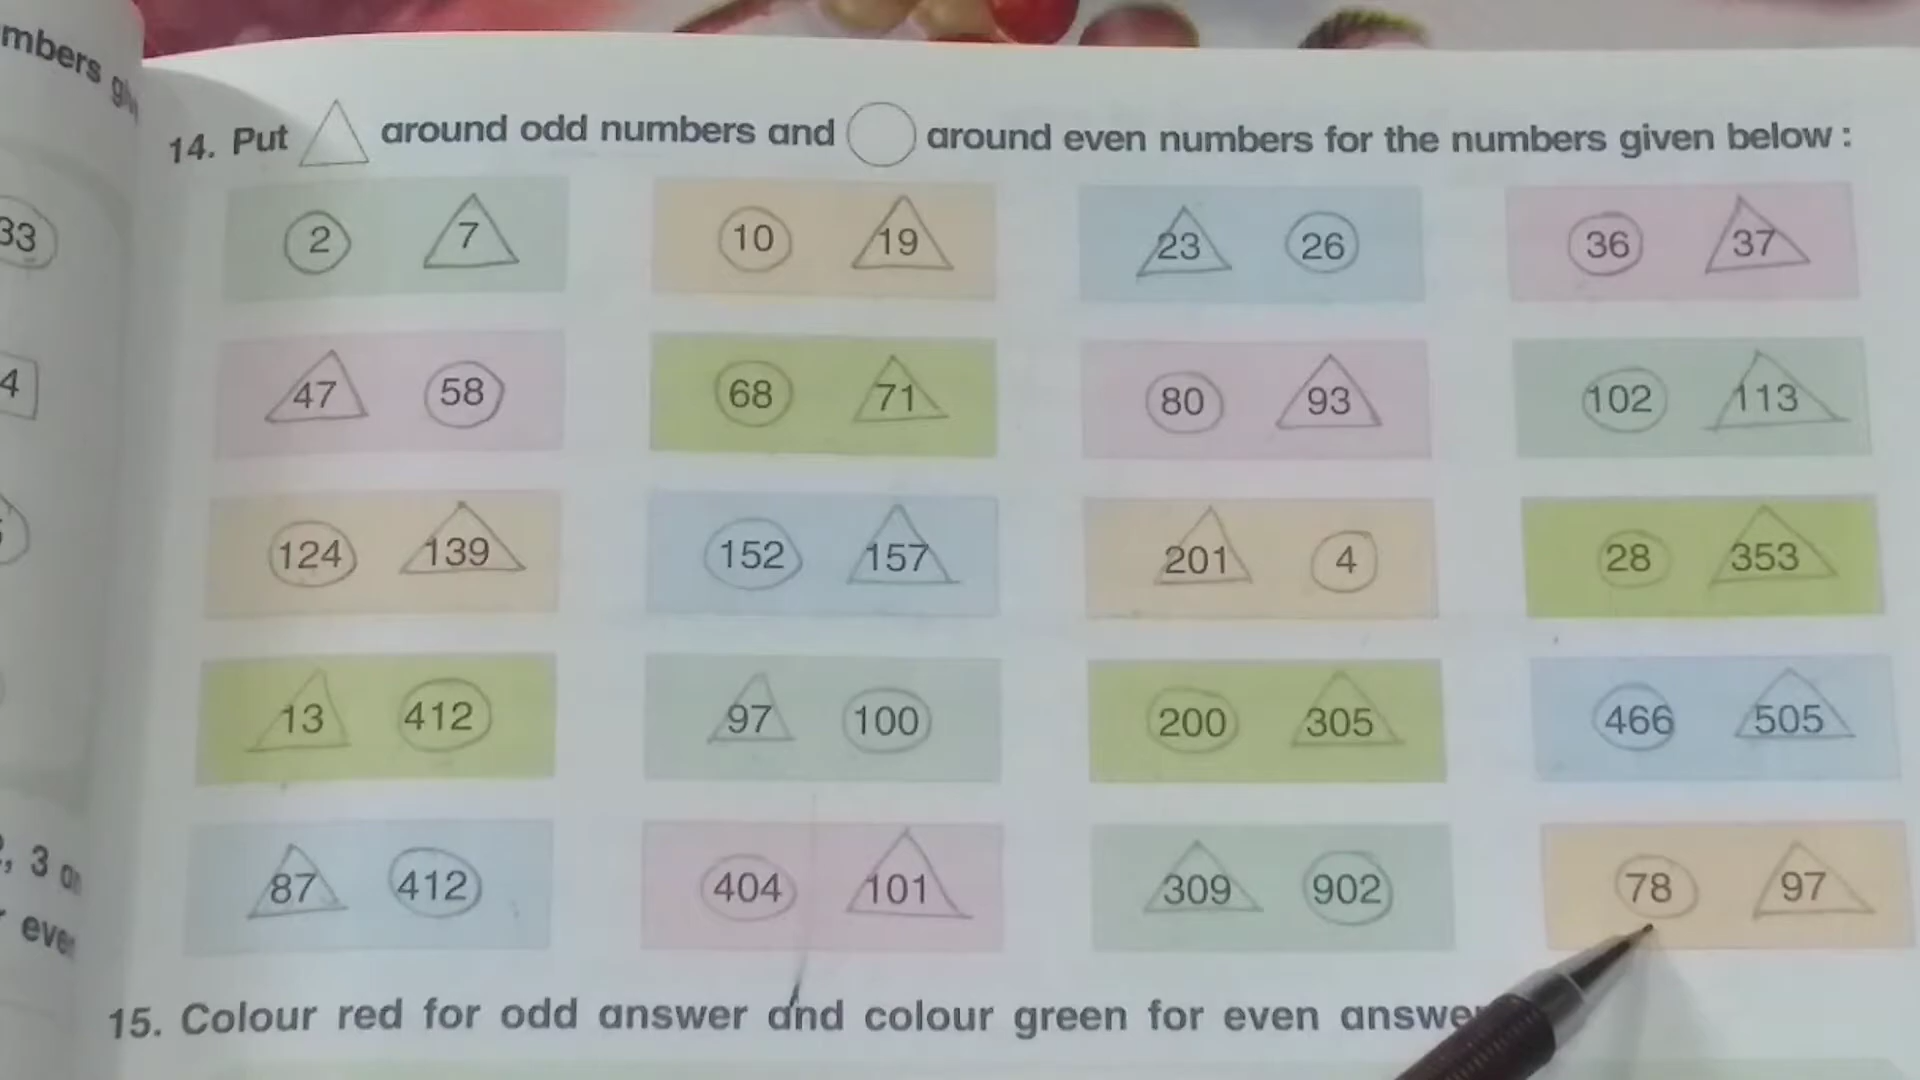 mbers
33
4
3
eve
14. Put around odd numbers and around even numbers for the numbers given below :
2 7 10 19 23 26 36 37
47 58 68 71 80 93 102 113
124 139 152 157 201 4 28 353
13 412 97 100 200 305 466 505
87 412 404 101 309 902 78 97
15. Colour red for odd answer and colour green for even answer